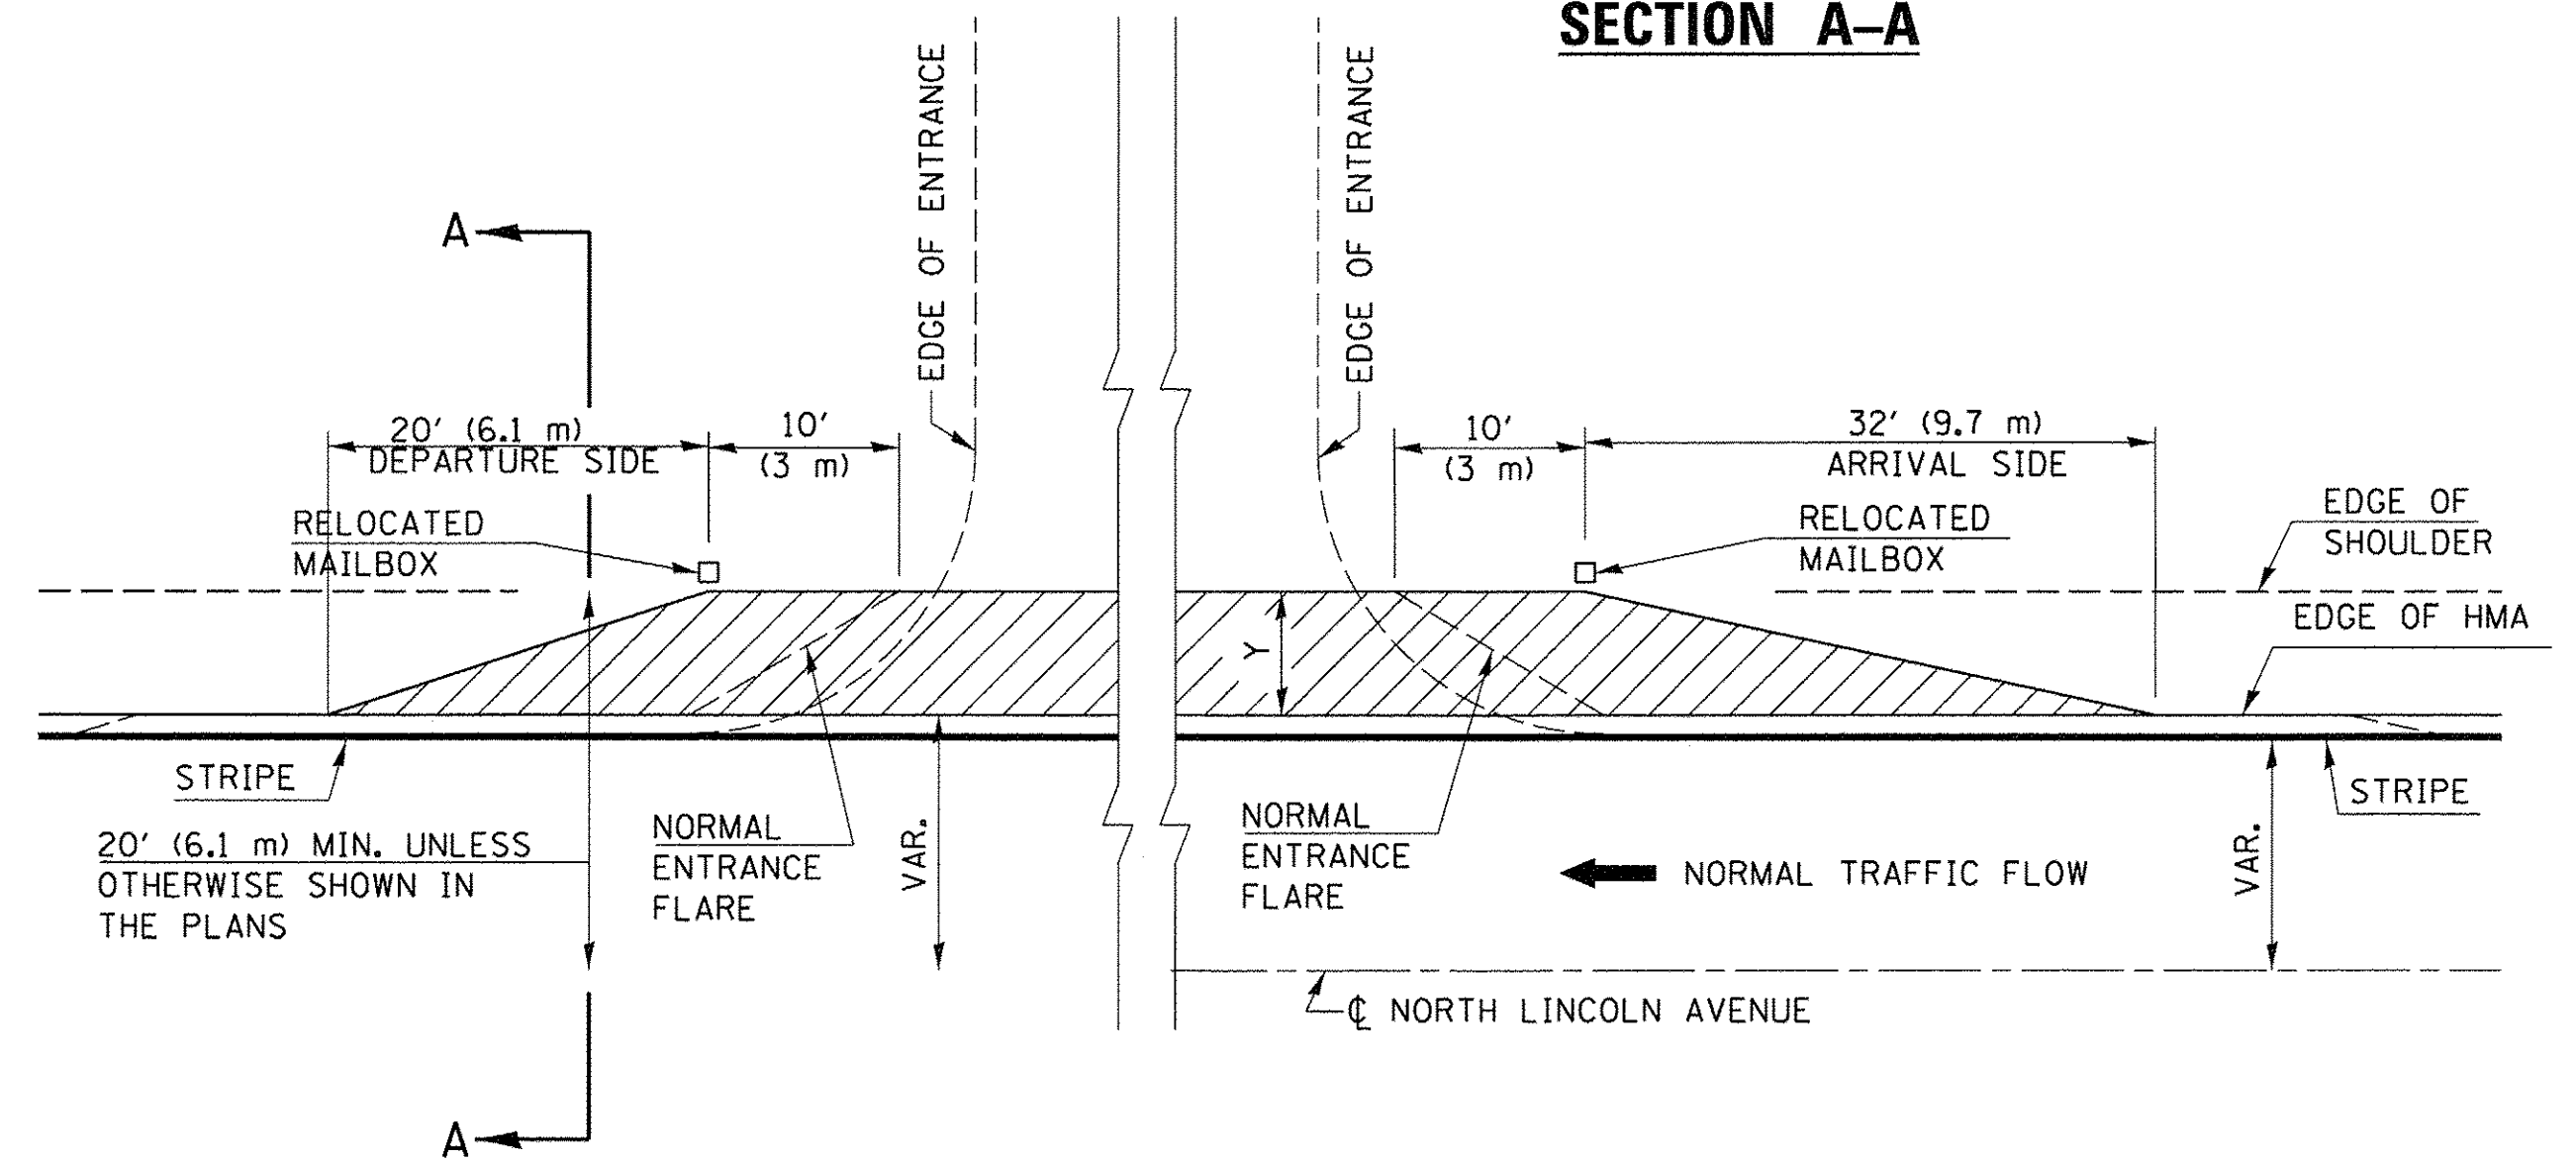 SECTION A–A
EDGE OF ENTRANCE
EDGE OF ENTRANCE
A
20' (6.1 m)
DEPARTURE SIDE
10'
(3 m)
10'
(3 m)
32' (9.7 m)
ARRIVAL SIDE
RELOCATED
MAILBOX
RELOCATED
MAILBOX
EDGE OF
SHOULDER
EDGE OF HMA
Y
STRIPE
20' (6.1 m) MIN. UNLESS
OTHERWISE SHOWN IN
THE PLANS
NORMAL
ENTRANCE
FLARE
VAR.
NORMAL
ENTRANCE
FLARE
NORMAL TRAFFIC FLOW
VAR.
STRIPE
℄ NORTH LINCOLN AVENUE
A